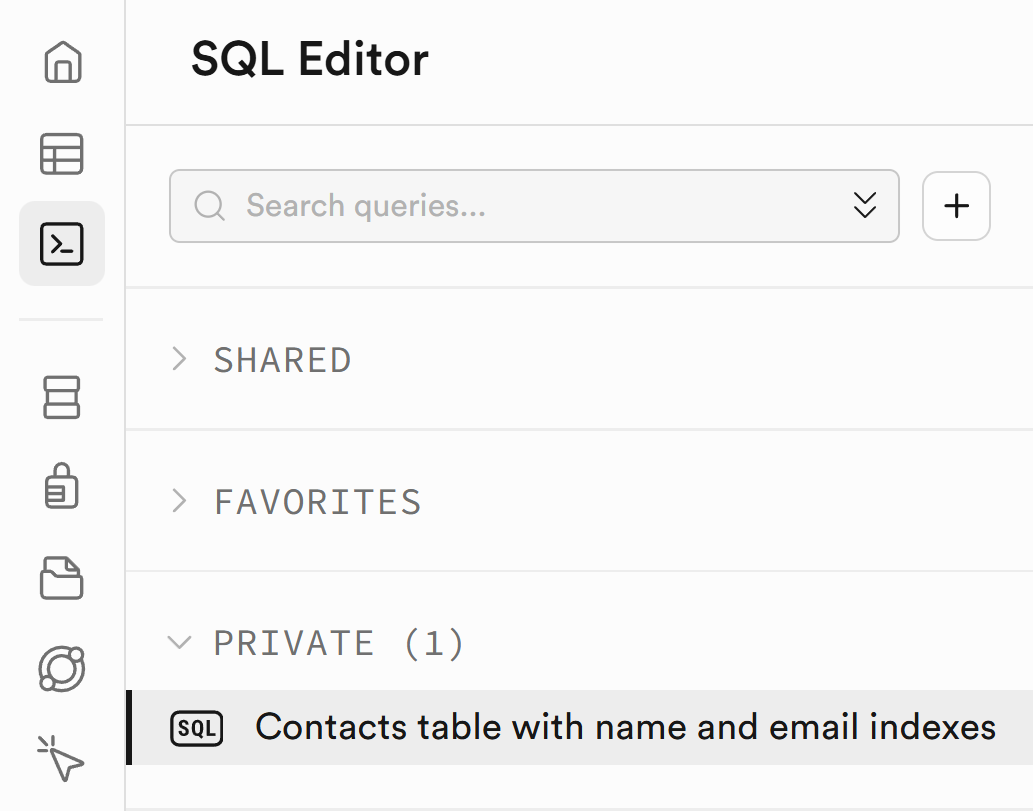 SQL Editor
Search queries...
SHARED
FAVORITES
PRIVATE (1)
SQL Contacts table with name and email indexes